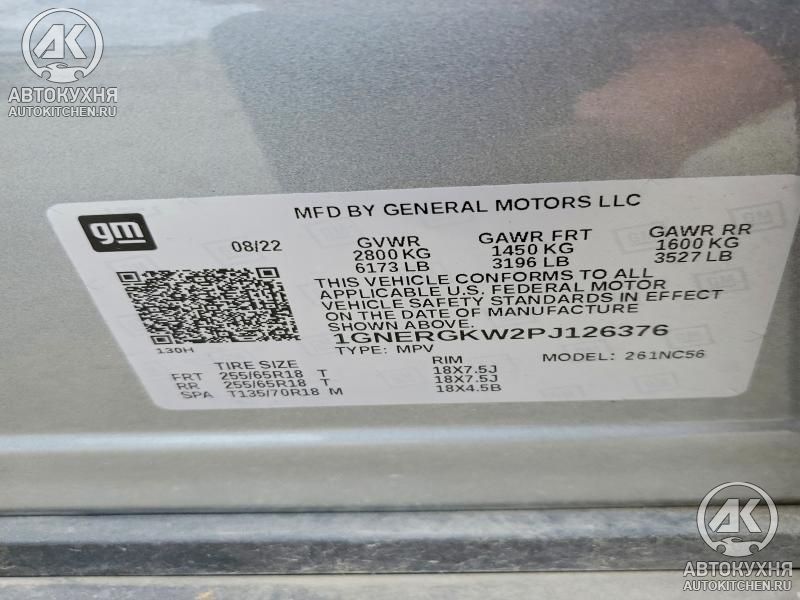 AK
АВТОКУХНЯ
AUTOKITCHEN.RU
gm
MFD BY GENERAL MOTORS LLC
08/22 GVWR GAWR FRT GAWR RR
2800 KG 1450 KG 1600 KG
6173 LB 3196 LB 3527 LB
THIS VEHICLE CONFORMS TO ALL
APPLICABLE U.S. FEDERAL MOTOR
VEHICLE SAFETY STANDARDS IN EFFECT
ON THE DATE OF MANUFACTURE
SHOWN ABOVE.
130H
1GNERGKW2PJ126376
TYPE: MPV MODEL: 261NC56
TIRE SIZE RIM
FRT 255/65R18 T 18X7.5J
RR 255/65R18 T 18X7.5J
SPA T135/70R18 M 18X4.5B
AK
АВТОКУХНЯ
AUTOKITCHEN.RU